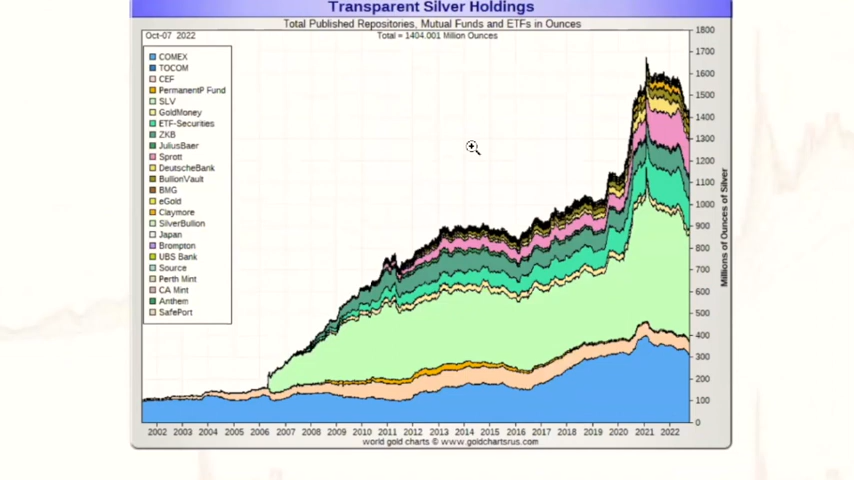 Transparent Silver Holdings
Total Published Repositories, Mutual Funds and ETFs in Ounces
Oct-07 2022
Total = 1404.001 Million Ounces
COMEX
TOCOM
CEF
PermanentP Fund
SLV
GoldMoney
ETF-Securities
ZKB
JuliusBaer
Sprott
DeutscheBank
BullionVault
BMG
eGold
Claymore
SilverBullion
Japan
Brompton
UBS Bank
Source
Perth Mint
CA Mint
Anthem
SafePort
1800
1700
1600
1500
1400
1300
1200
1100
1000
900
800
700
600
500
400
300
200
100
0
Millions of Ounces of Silver
2002 2003 2004 2005 2006 2007 2008 2009 2010 2011 2012 2013 2014 2015 2016 2017 2018 2019 2020 2021 2022
world gold charts © www.goldchartsrus.com